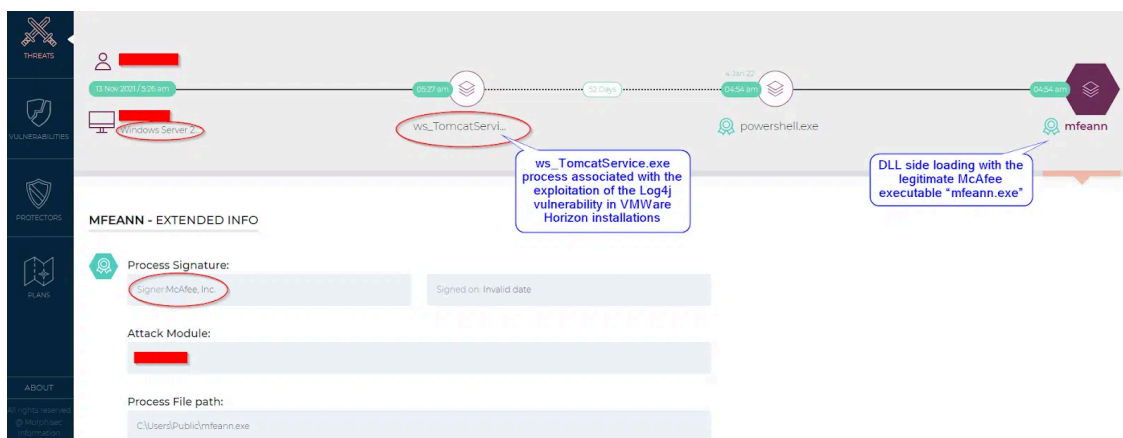 THREATS
VULNERABILITIES
PROTECTORS
PLANS
ABOUT
All rights reserved
@ Morphisec
Information
13 Nov 2021 / 5:26 am
05:27 am
52 Days
4 Jan 22
04:54 am
04:54 am
Windows Server 2...
ws_TomcatServi...
powershell.exe
mfeann
ws_TomcatService.exe
process associated with the
exploitation of the Log4j
vulnerability in VMWare
Horizon installations
DLL side loading with the
legitimate McAfee
executable “mfeann.exe”
MFEANN - EXTENDED INFO
Process Signature:
Signer:McAfee, Inc.
Signed on: Invalid date
Attack Module:
Process File path:
C:\Users\Public\mfeann.exe